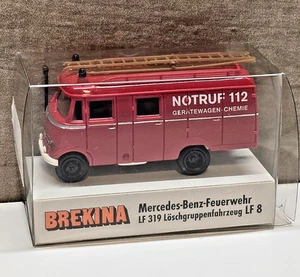 NOTRUF 112
GERÄTEWAGEN-CHEMIE
BREKINA
Mercedes-Benz-Feuerwehr
LF 319 Löschgruppenfahrzeug LF 8